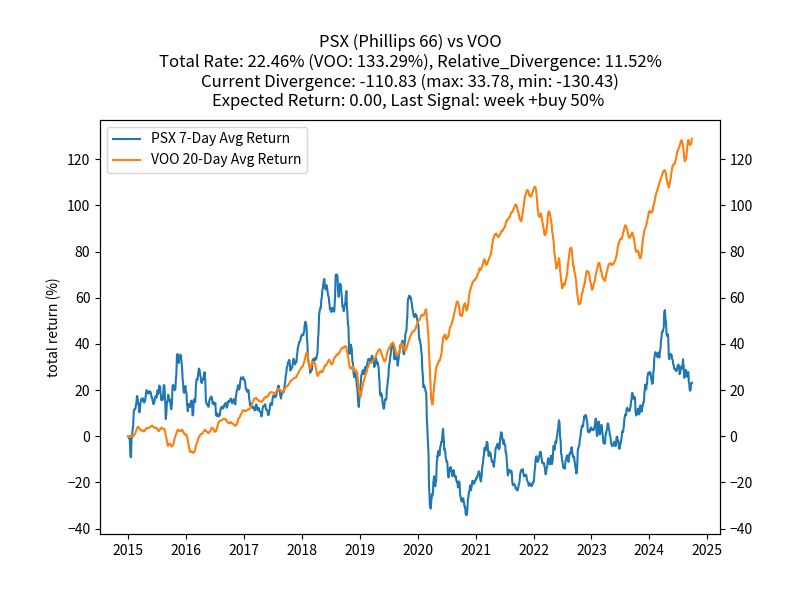 PSX (Phillips 66) vs VOO
Total Rate: 22.46% (VOO: 133.29%), Relative_Divergence: 11.52%
Current Divergence: -110.83 (max: 33.78, min: -130.43)
Expected Return: 0.00, Last Signal: week +buy 50%
PSX 7-Day Avg Return
VOO 20-Day Avg Return
total return (%)
120
100
80
60
40
20
0
−20
−40
120
100
80
60
40
20
0
−20
−40
2015 2016 2017 2018 2019 2020 2021 2022 2023 2024 2025